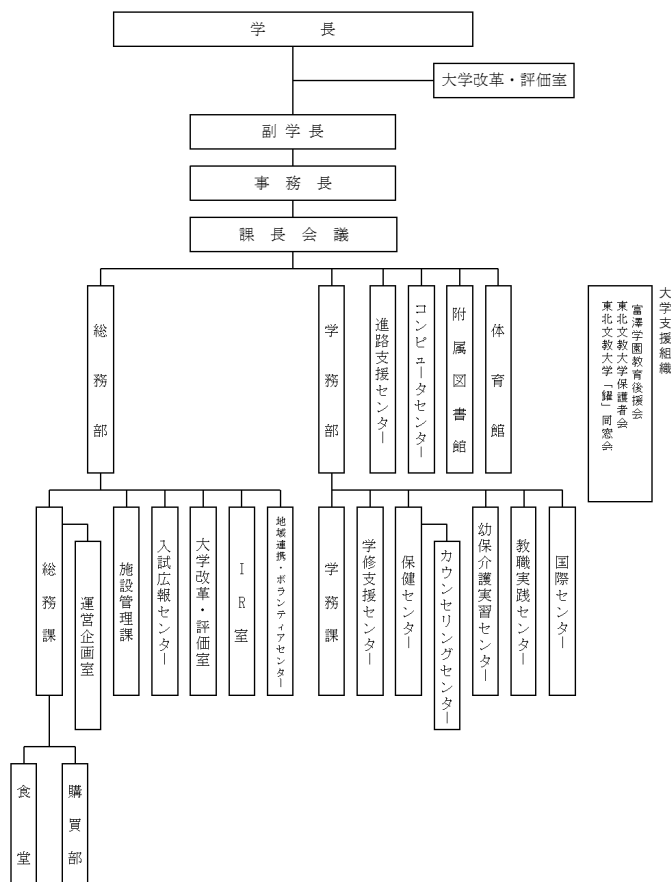 学長
大学改革・評価室
副学長
事務長
課長会議
総務部
学務部
進路支援センター
コンピュータセンター
附属図書館
体育館
大学支援組織
富澤学園教育後援会
東北文教大学保護者会
東北文教大学「耀」同窓会
総務課
運営企画室
施設管理課
入試広報センター
大学改革・評価室
IR室
地域連携・ボランティアセンター
学務課
学修支援センター
保健センター
カウンセリングセンター
幼保介護実習センター
教職実践センター
国際センター
食堂
購買部